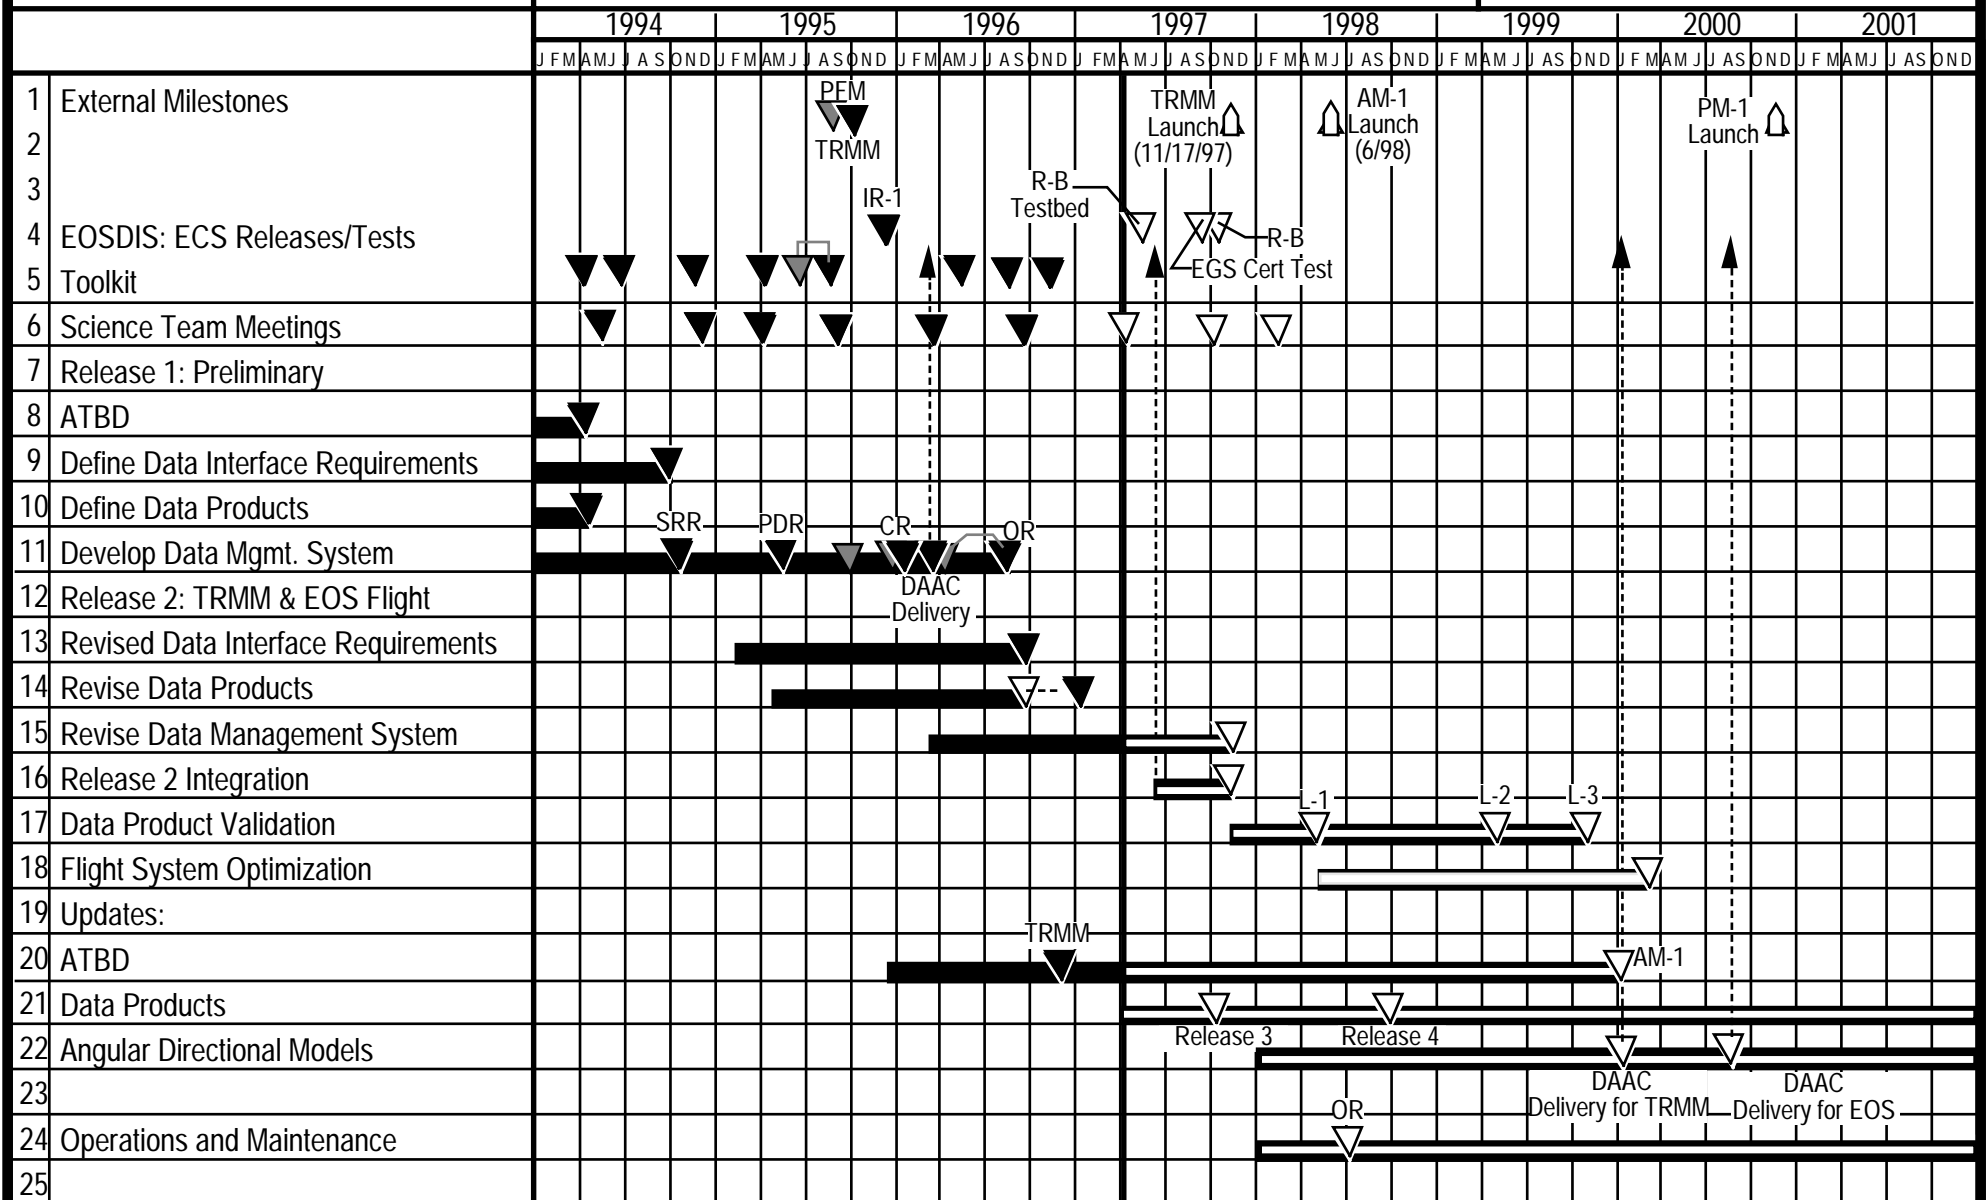 1994 1995 1996 1997 1998 1999 2000 2001
J F M A M J J A S O N D J F M A M J J A S O N D J F M A M J J A S O N D J F M A M J J A S O N D J F M A M J J A S O N D J F M A M J J A S O N D J F M A M J J A S O N D J F M A M J J A S O N D
1 External Milestones
PFM
TRMM
TRMM
Launch
(11/17/97)
AM-1
Launch
(6/98)
PM-1
Launch
2
3
IR-1
R-B
Testbed
4 EOSDIS: ECS Releases/Tests
R-B
EGS Cert Test
5 Toolkit
6 Science Team Meetings
7 Release 1: Preliminary
8 ATBD
9 Define Data Interface Requirements
10 Define Data Products
SRR PDR CR OR
11 Develop Data Mgmt. System
DAAC
Delivery
12 Release 2: TRMM & EOS Flight
13 Revised Data Interface Requirements
14 Revise Data Products
15 Revise Data Management System
16 Release 2 Integration
L-1 L-2 L-3
17 Data Product Validation
18 Flight System Optimization
19 Updates:
TRMM
20 ATBD
AM-1
21 Data Products
Release 3 Release 4
22 Angular Directional Models
DAAC
Delivery for TRMM
DAAC
Delivery for EOS
23
OR
24 Operations and Maintenance
25